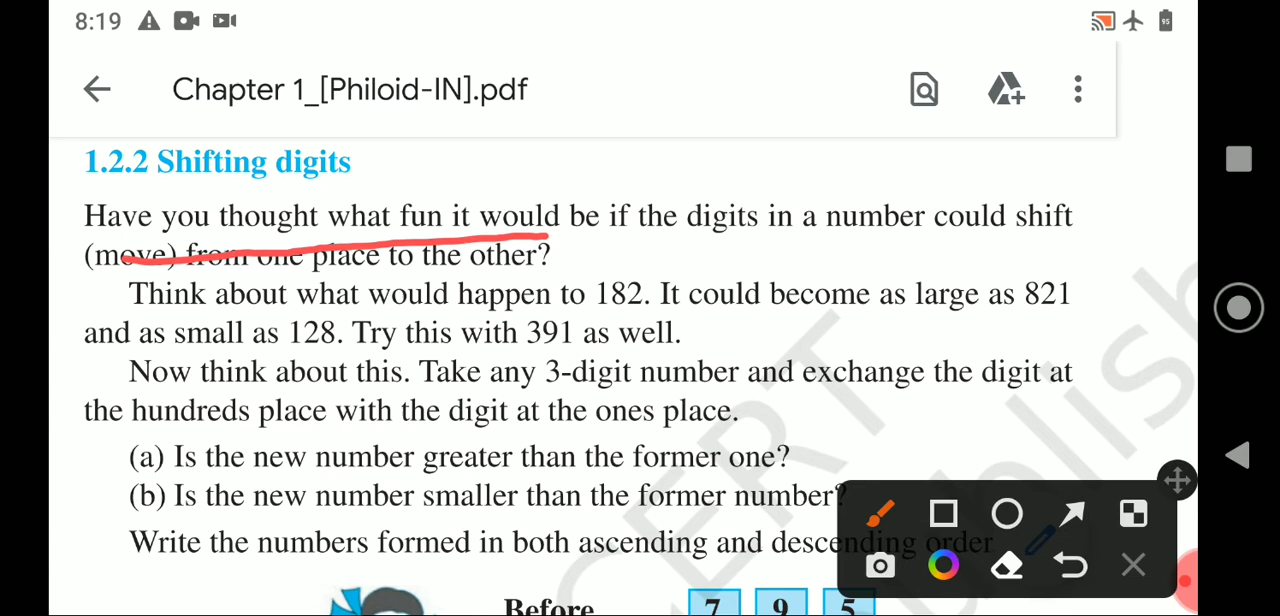 8:19
95
Chapter 1_[Philoid-IN].pdf
1.2.2 Shifting digits
Have you thought what fun it would be if the digits in a number could shift
(move) from one place to the other?
Think about what would happen to 182. It could become as large as 821
and as small as 128. Try this with 391 as well.
Now think about this. Take any 3-digit number and exchange the digit at
the hundreds place with the digit at the ones place.
(a) Is the new number greater than the former one?
(b) Is the new number smaller than the former number?
Write the numbers formed in both ascending and descending order
Before 7 9 5